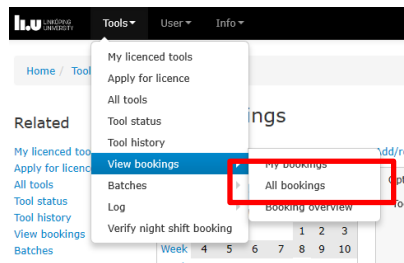 LINKÖPING UNIVERSITY Tools User Info
Home / Tool
My licenced tools
Apply for licence
All tools
Tool status
Tool history
View bookings
Batches
Log
Verify night shift booking
My bookings
All bookings
Booking overview
ings
Related
My licenced too
Apply for licenc
All tools
Tool status
Tool history
View bookings
Batches
Add/r
Opt
To
1 2 3
Week 4 5 6 7 8 9 10